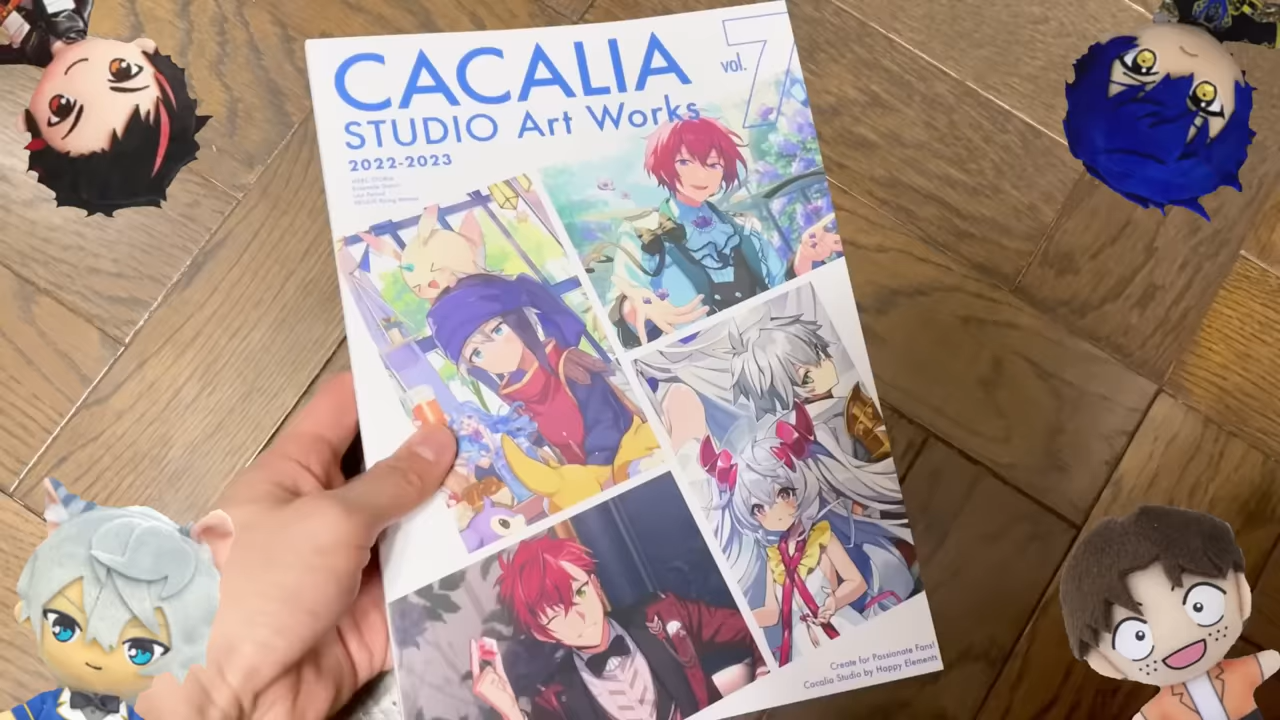 CACALIA
vol. 7
STUDIO Art Works
2022-2023
Create for Passionate Fans!
Cacalia Studio by Happy Elements